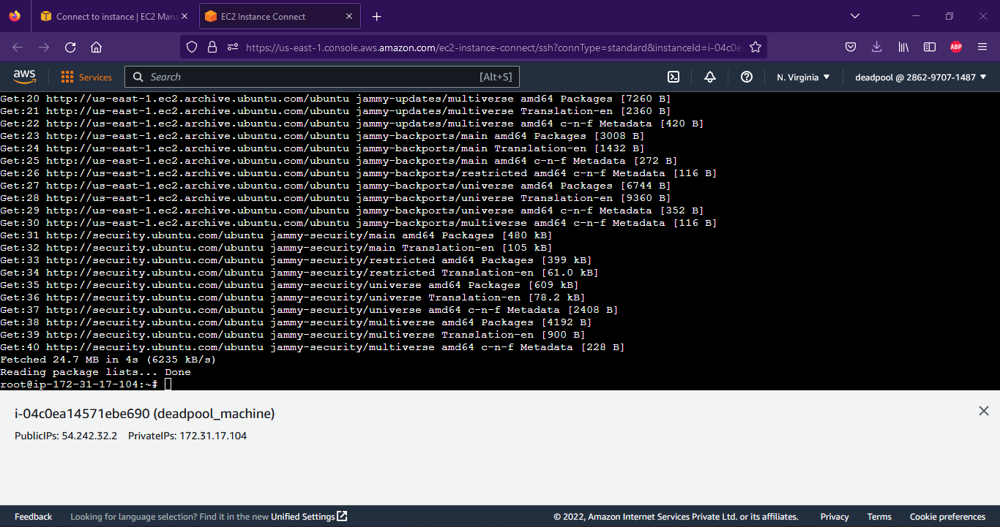 Connect to instance | EC2 Mana
EC2 Instance Connect
https://us-east-1.console.aws.amazon.com/ec2-instance-connect/ssh?connType=standard&instanceId=i-04c0e
ABP
aws
Services
Search
[Alt+S]
N. Virginia
deadpool @ 2862-9707-1487
Get:20 http://us-east-1.ec2.archive.ubuntu.com/ubuntu jammy-updates/multiverse amd64 Packages [7260 B]
Get:21 http://us-east-1.ec2.archive.ubuntu.com/ubuntu jammy-updates/multiverse Translation-en [2360 B]
Get:22 http://us-east-1.ec2.archive.ubuntu.com/ubuntu jammy-updates/multiverse amd64 c-n-f Metadata [420 B]
Get:23 http://us-east-1.ec2.archive.ubuntu.com/ubuntu jammy-backports/main amd64 Packages [3008 B]
Get:24 http://us-east-1.ec2.archive.ubuntu.com/ubuntu jammy-backports/main Translation-en [1432 B]
Get:25 http://us-east-1.ec2.archive.ubuntu.com/ubuntu jammy-backports/main amd64 c-n-f Metadata [272 B]
Get:26 http://us-east-1.ec2.archive.ubuntu.com/ubuntu jammy-backports/restricted amd64 c-n-f Metadata [116 B]
Get:27 http://us-east-1.ec2.archive.ubuntu.com/ubuntu jammy-backports/universe amd64 Packages [6744 B]
Get:28 http://us-east-1.ec2.archive.ubuntu.com/ubuntu jammy-backports/universe Translation-en [9360 B]
Get:29 http://us-east-1.ec2.archive.ubuntu.com/ubuntu jammy-backports/universe amd64 c-n-f Metadata [352 B]
Get:30 http://us-east-1.ec2.archive.ubuntu.com/ubuntu jammy-backports/multiverse amd64 c-n-f Metadata [116 B]
Get:31 http://security.ubuntu.com/ubuntu jammy-security/main amd64 Packages [480 kB]
Get:32 http://security.ubuntu.com/ubuntu jammy-security/main Translation-en [105 kB]
Get:33 http://security.ubuntu.com/ubuntu jammy-security/restricted amd64 Packages [399 kB]
Get:34 http://security.ubuntu.com/ubuntu jammy-security/restricted Translation-en [61.0 kB]
Get:35 http://security.ubuntu.com/ubuntu jammy-security/universe amd64 Packages [609 kB]
Get:36 http://security.ubuntu.com/ubuntu jammy-security/universe Translation-en [78.2 kB]
Get:37 http://security.ubuntu.com/ubuntu jammy-security/universe amd64 c-n-f Metadata [2408 B]
Get:38 http://security.ubuntu.com/ubuntu jammy-security/multiverse amd64 Packages [4192 B]
Get:39 http://security.ubuntu.com/ubuntu jammy-security/multiverse Translation-en [900 B]
Get:40 http://security.ubuntu.com/ubuntu jammy-security/multiverse amd64 c-n-f Metadata [228 B]
Fetched 24.7 MB in 4s (6235 kB/s)
Reading package lists... Done
root@ip-172-31-17-104:~#
i-04c0ea14571ebe690 (deadpool_machine)
PublicIPs: 54.242.32.2 PrivateIPs: 172.31.17.104
Feedback
Looking for language selection? Find it in the new Unified Settings
© 2022, Amazon Internet Services Private Ltd. or its affiliates.
Privacy
Terms
Cookie preferences